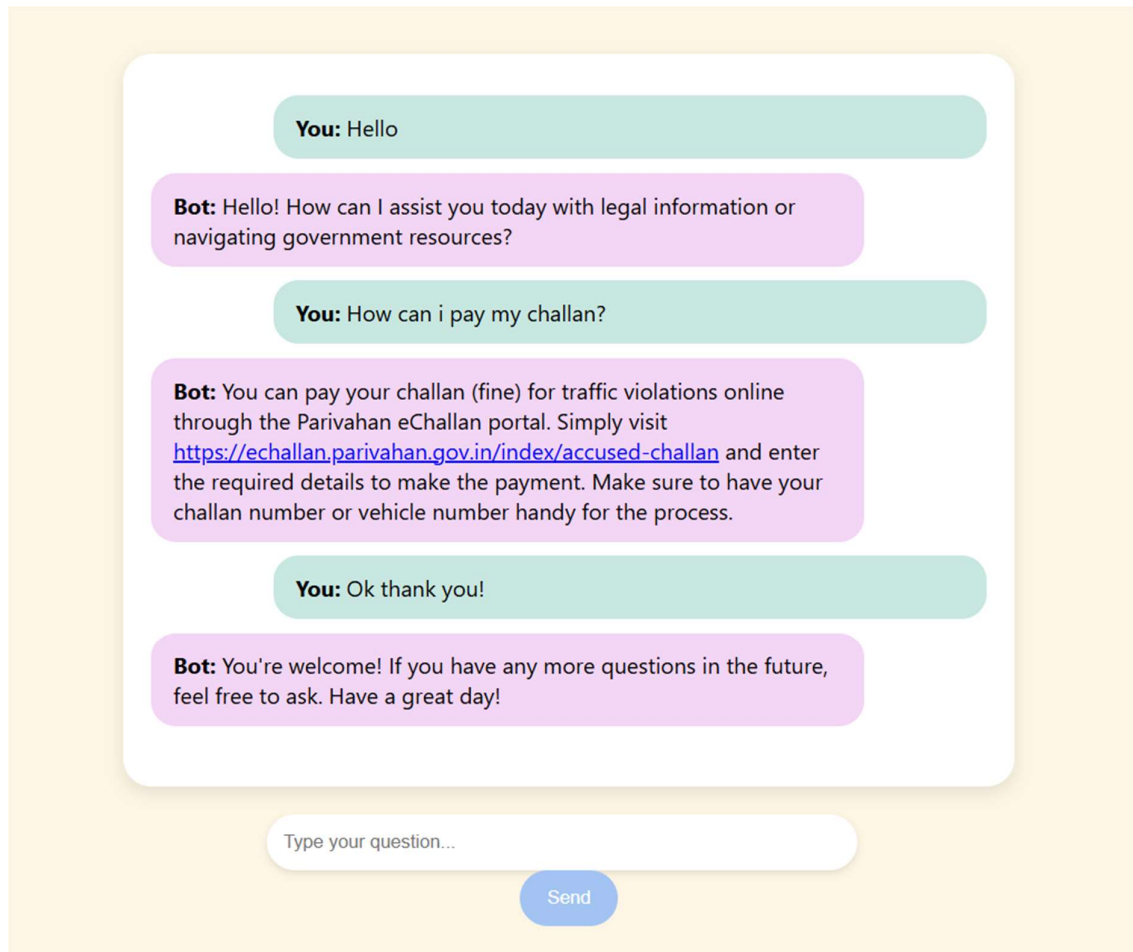 You: Hello
Bot: Hello! How can I assist you today with legal information or
navigating government resources?
You: How can i pay my challan?
Bot: You can pay your challan (fine) for traffic violations online
through the Parivahan eChallan portal. Simply visit
https://echallan.parivahan.gov.in/index/accused-challan and enter
the required details to make the payment. Make sure to have your
challan number or vehicle number handy for the process.
You: Ok thank you!
Bot: You're welcome! If you have any more questions in the future,
feel free to ask. Have a great day!
Type your question...
Send